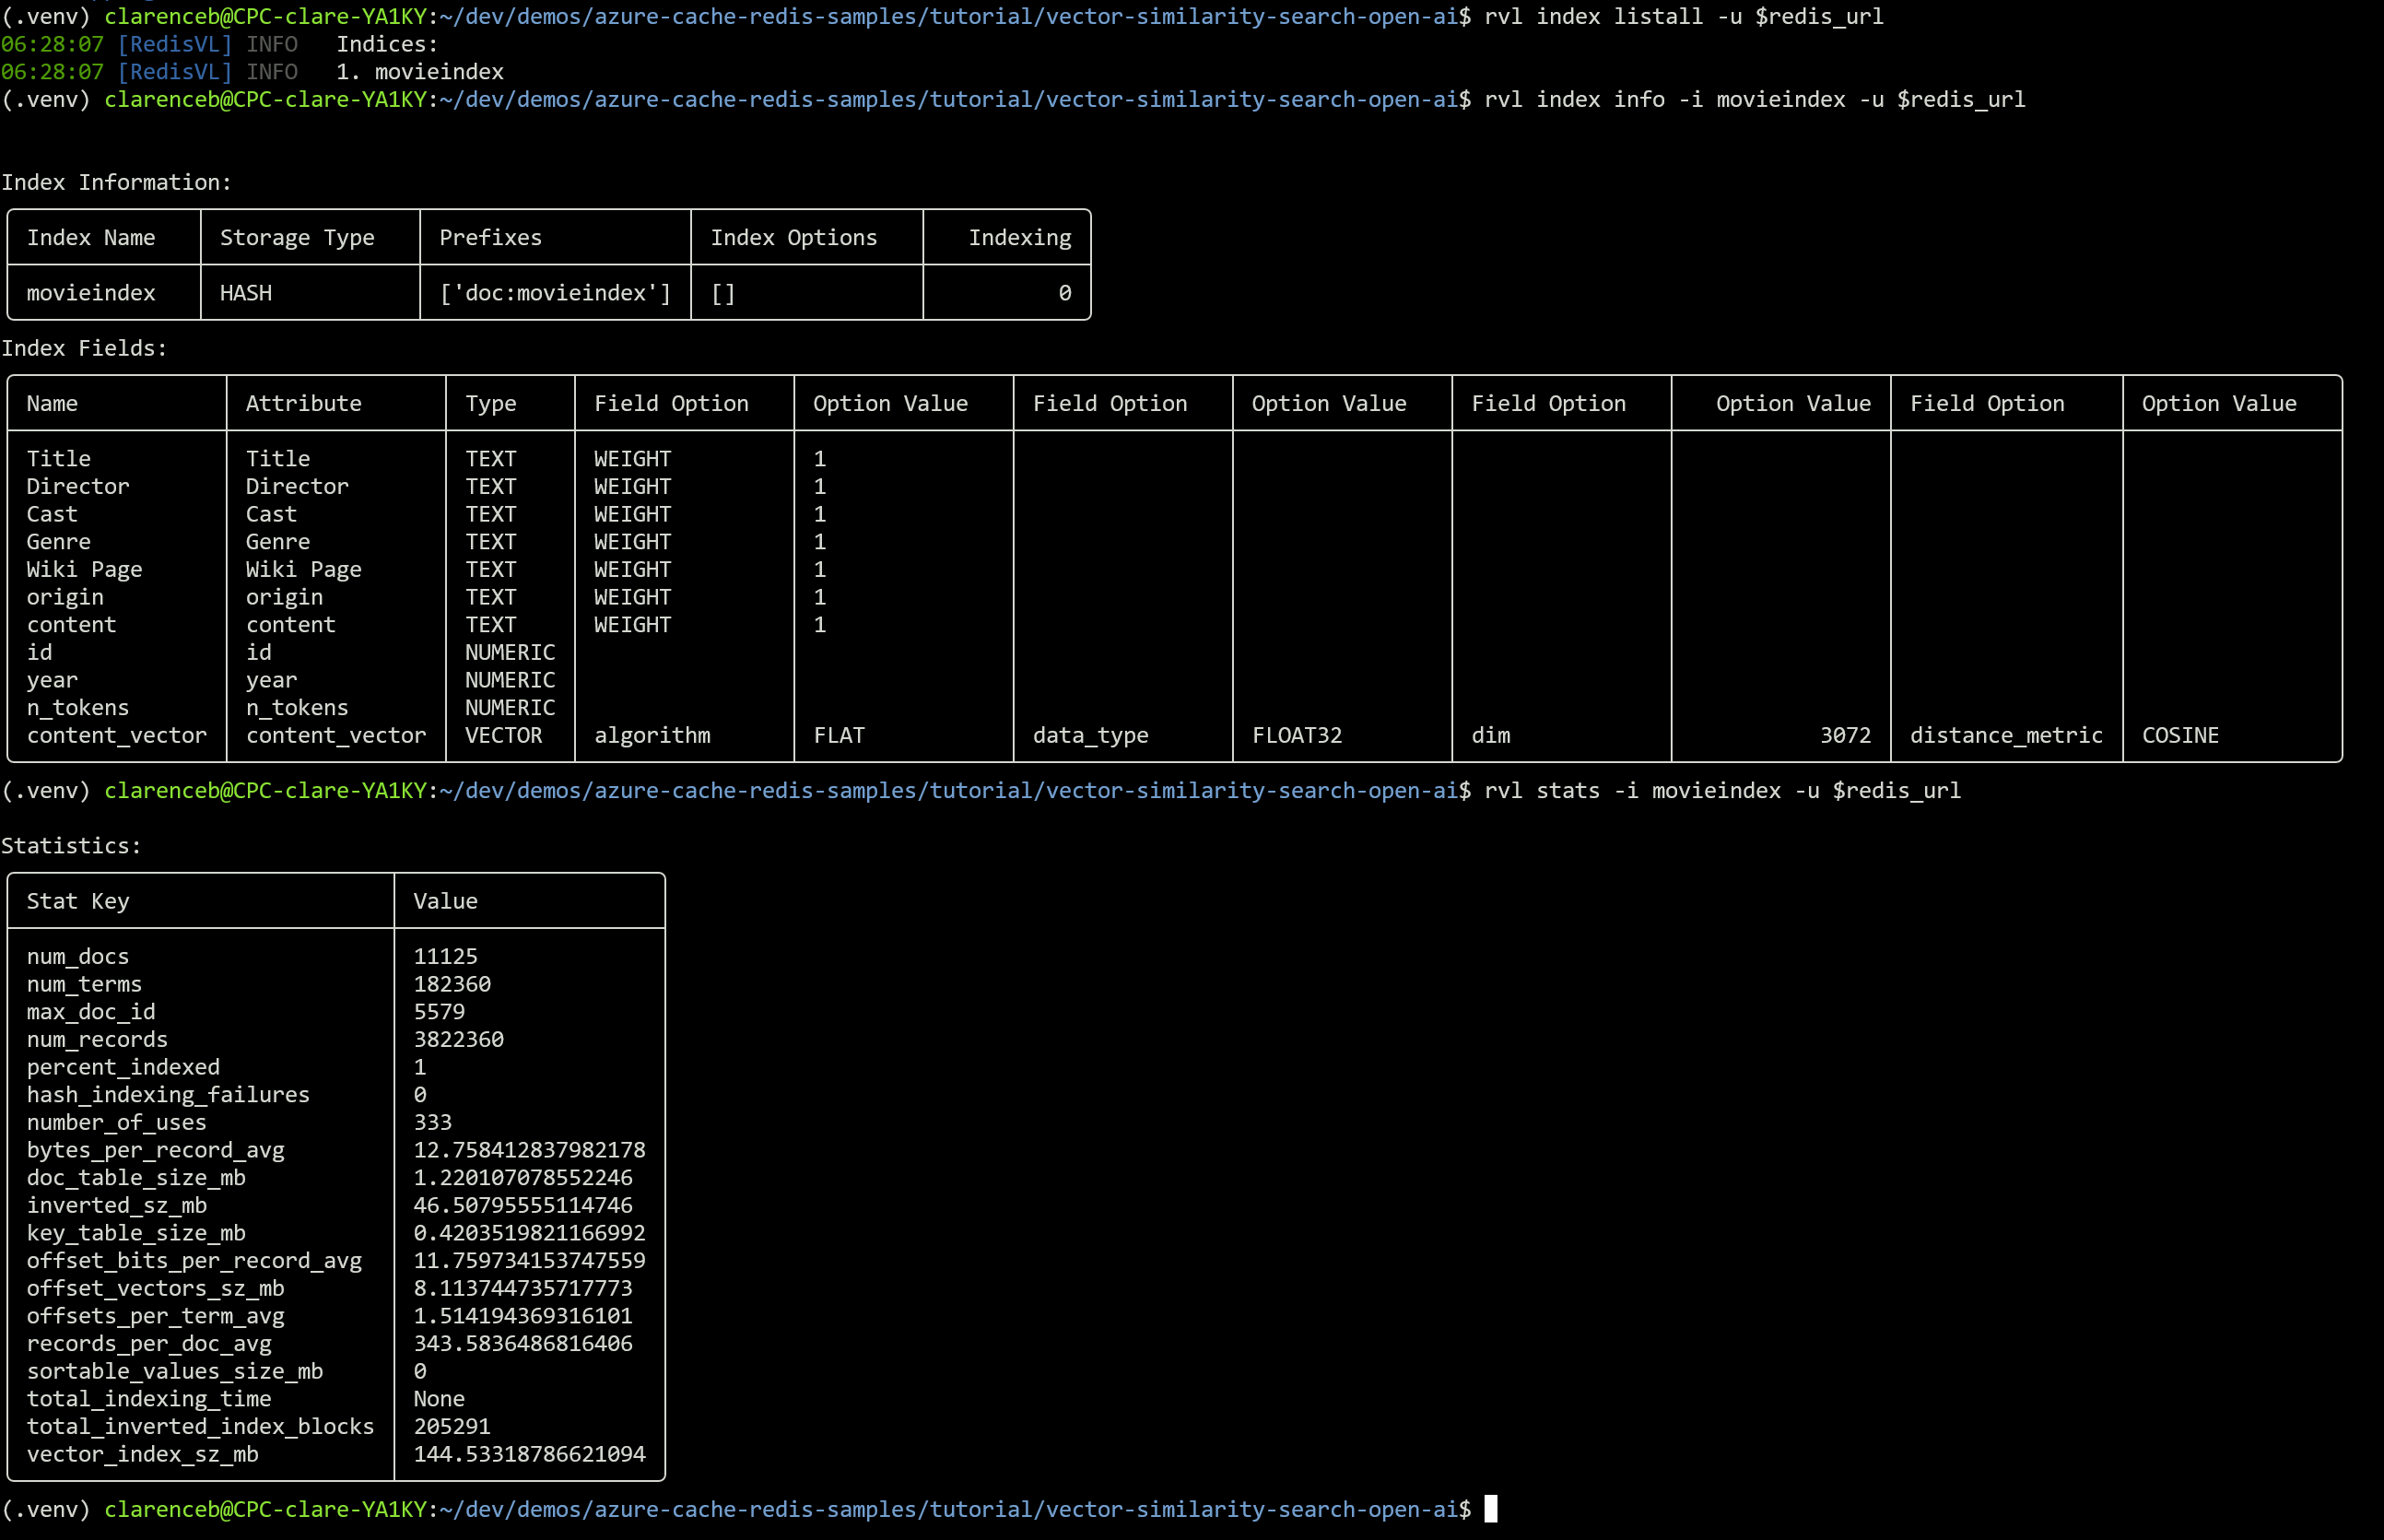 (.venv) clarenceb@CPC-clare-YA1KY:~/dev/demos/azure-cache-redis-samples/tutorial/vector-similarity-search-open-ai$ rvl index listall -u $redis_url
06:28:07 [RedisVL] INFO   Indices:
06:28:07 [RedisVL] INFO   1. movieindex
(.venv) clarenceb@CPC-clare-YA1KY:~/dev/demos/azure-cache-redis-samples/tutorial/vector-similarity-search-open-ai$ rvl index info -i movieindex -u $redis_url
Index Information:
Index Name Storage Type Prefixes Index Options Indexing
movieindex HASH ['doc:movieindex'] [] 0
Index Fields:
Name Attribute Type Field Option Option Value Field Option Option Value Field Option Option Value Field Option Option Value
Title Title TEXT WEIGHT 1
Director Director TEXT WEIGHT 1
Cast Cast TEXT WEIGHT 1
Genre Genre TEXT WEIGHT 1
Wiki Page Wiki Page TEXT WEIGHT 1
origin origin TEXT WEIGHT 1
content content TEXT WEIGHT 1
id id NUMERIC
year year NUMERIC
n_tokens n_tokens NUMERIC
content_vector content_vector VECTOR algorithm FLAT data_type FLOAT32 dim 3072 distance_metric COSINE
(.venv) clarenceb@CPC-clare-YA1KY:~/dev/demos/azure-cache-redis-samples/tutorial/vector-similarity-search-open-ai$ rvl stats -i movieindex -u $redis_url
Statistics:
Stat Key Value
num_docs 11125
num_terms 182360
max_doc_id 5579
num_records 3822360
percent_indexed 1
hash_indexing_failures 0
number_of_uses 333
bytes_per_record_avg 12.758412837982178
doc_table_size_mb 1.220107078552246
inverted_sz_mb 46.50795555114746
key_table_size_mb 0.4203519821166992
offset_bits_per_record_avg 11.759734153747559
offset_vectors_sz_mb 8.113744735717773
offsets_per_term_avg 1.514194369316101
records_per_doc_avg 343.5836486816406
sortable_values_size_mb 0
total_indexing_time None
total_inverted_index_blocks 205291
vector_index_sz_mb 144.53318786621094
(.venv) clarenceb@CPC-clare-YA1KY:~/dev/demos/azure-cache-redis-samples/tutorial/vector-similarity-search-open-ai$